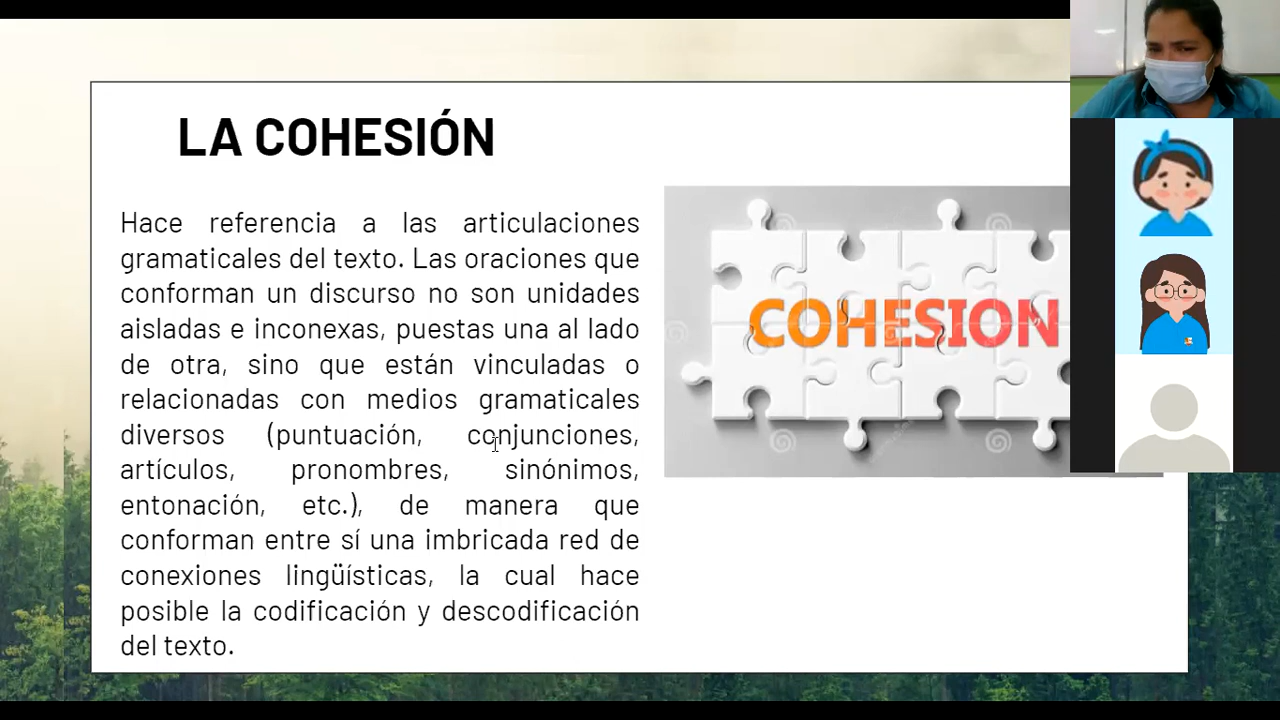 LA COHESIÓN
Hace referencia a las articulaciones
gramaticales del texto. Las oraciones que
conforman un discurso no son unidades
aisladas e inconexas, puestas una al lado
de otra, sino que están vinculadas o
relacionadas con medios gramaticales
diversos (puntuación, conjunciones,
artículos, pronombres, sinónimos,
entonación, etc.), de manera que
conforman entre sí una imbricada red de
conexiones lingüísticas, la cual hace
posible la codificación y descodificación
del texto.
COHESION